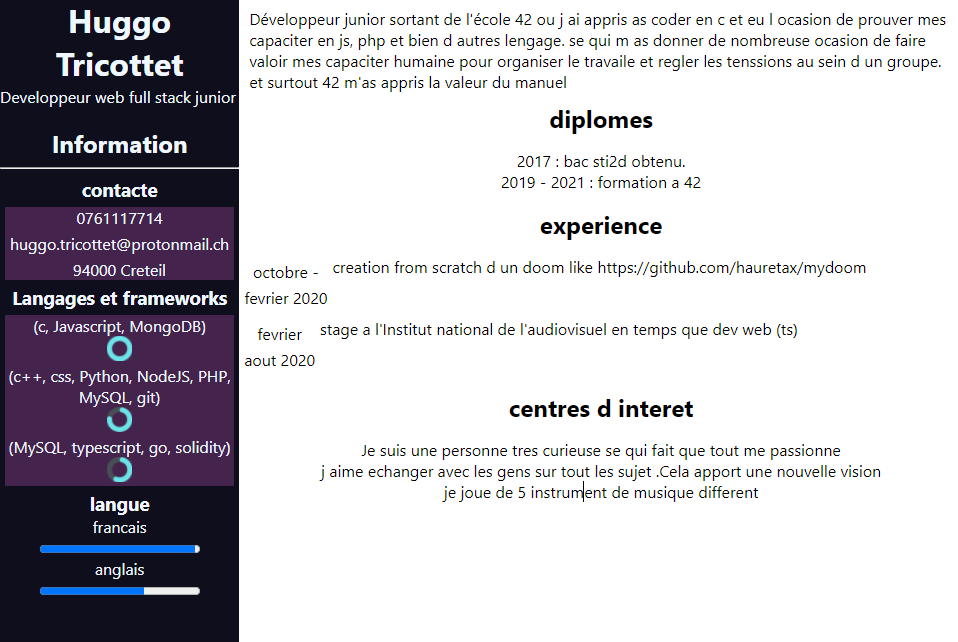 Huggo
Tricottet
Developpeur web full stack junior
Information
contacte
0761117714
huggo.tricottet@protonmail.ch
94000 Creteil
Langages et frameworks
(c, Javascript, MongoDB)
(c++, css, Python, NodeJS, PHP,
MySQL, git)
(MySQL, typescript, go, solidity)
langue
francais
anglais
Développeur junior sortant de l'école 42 ou j ai appris as coder en c et eu l ocasion de prouver mes
capaciter en js, php et bien d autres lengage. se qui m as donner de nombreuse ocasion de faire
valoir mes capaciter humaine pour organiser le travaile et regler les tenssions au sein d un groupe.
et surtout 42 m'as appris la valeur du manuel
diplomes
2017 : bac sti2d obtenu.
2019 - 2021 : formation a 42
experience
octobre -
fevrier 2020
creation from scratch d un doom like https://github.com/hauretax/mydoom
fevrier
aout 2020
stage a l'Institut national de l'audiovisuel en temps que dev web (ts)
centres d interet
Je suis une personne tres curieuse se qui fait que tout me passionne
j aime echanger avec les gens sur tout les sujet .Cela apport une nouvelle vision
je joue de 5 instrument de musique different